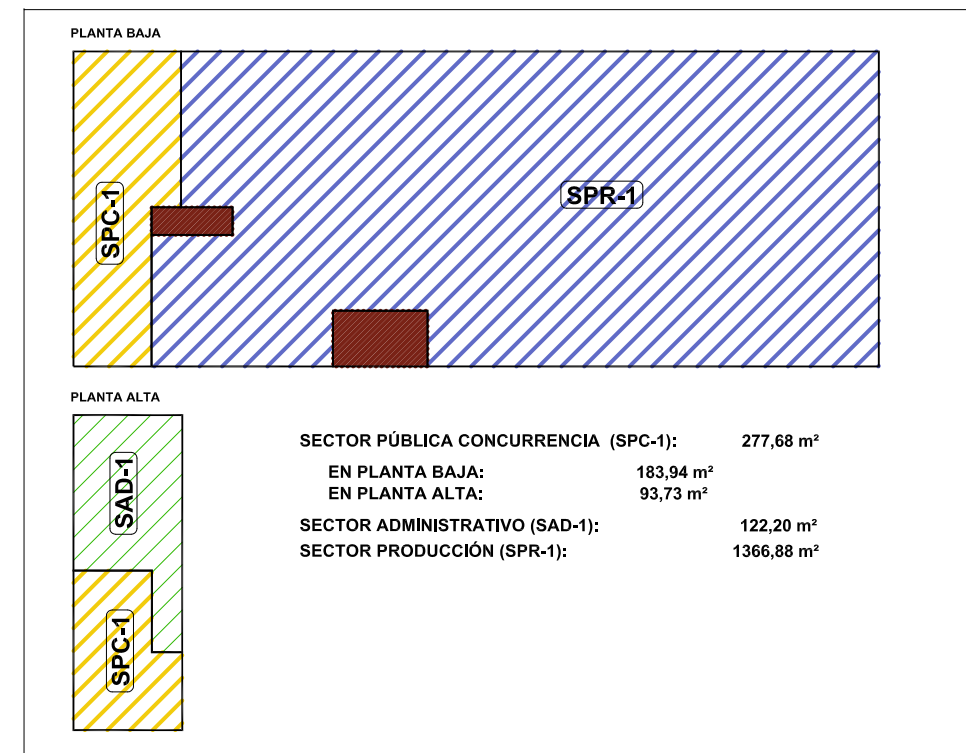 PLANTA BAJA
SPC-1
SPR-1
PLANTA ALTA
SAD-1
SPC-1
SECTOR PÚBLICA CONCURRENCIA (SPC-1): 277,68 m²
EN PLANTA BAJA: 183,94 m²
EN PLANTA ALTA: 93,73 m²
SECTOR ADMINISTRATIVO (SAD-1): 122,20 m²
SECTOR PRODUCCIÓN (SPR-1): 1366,88 m²